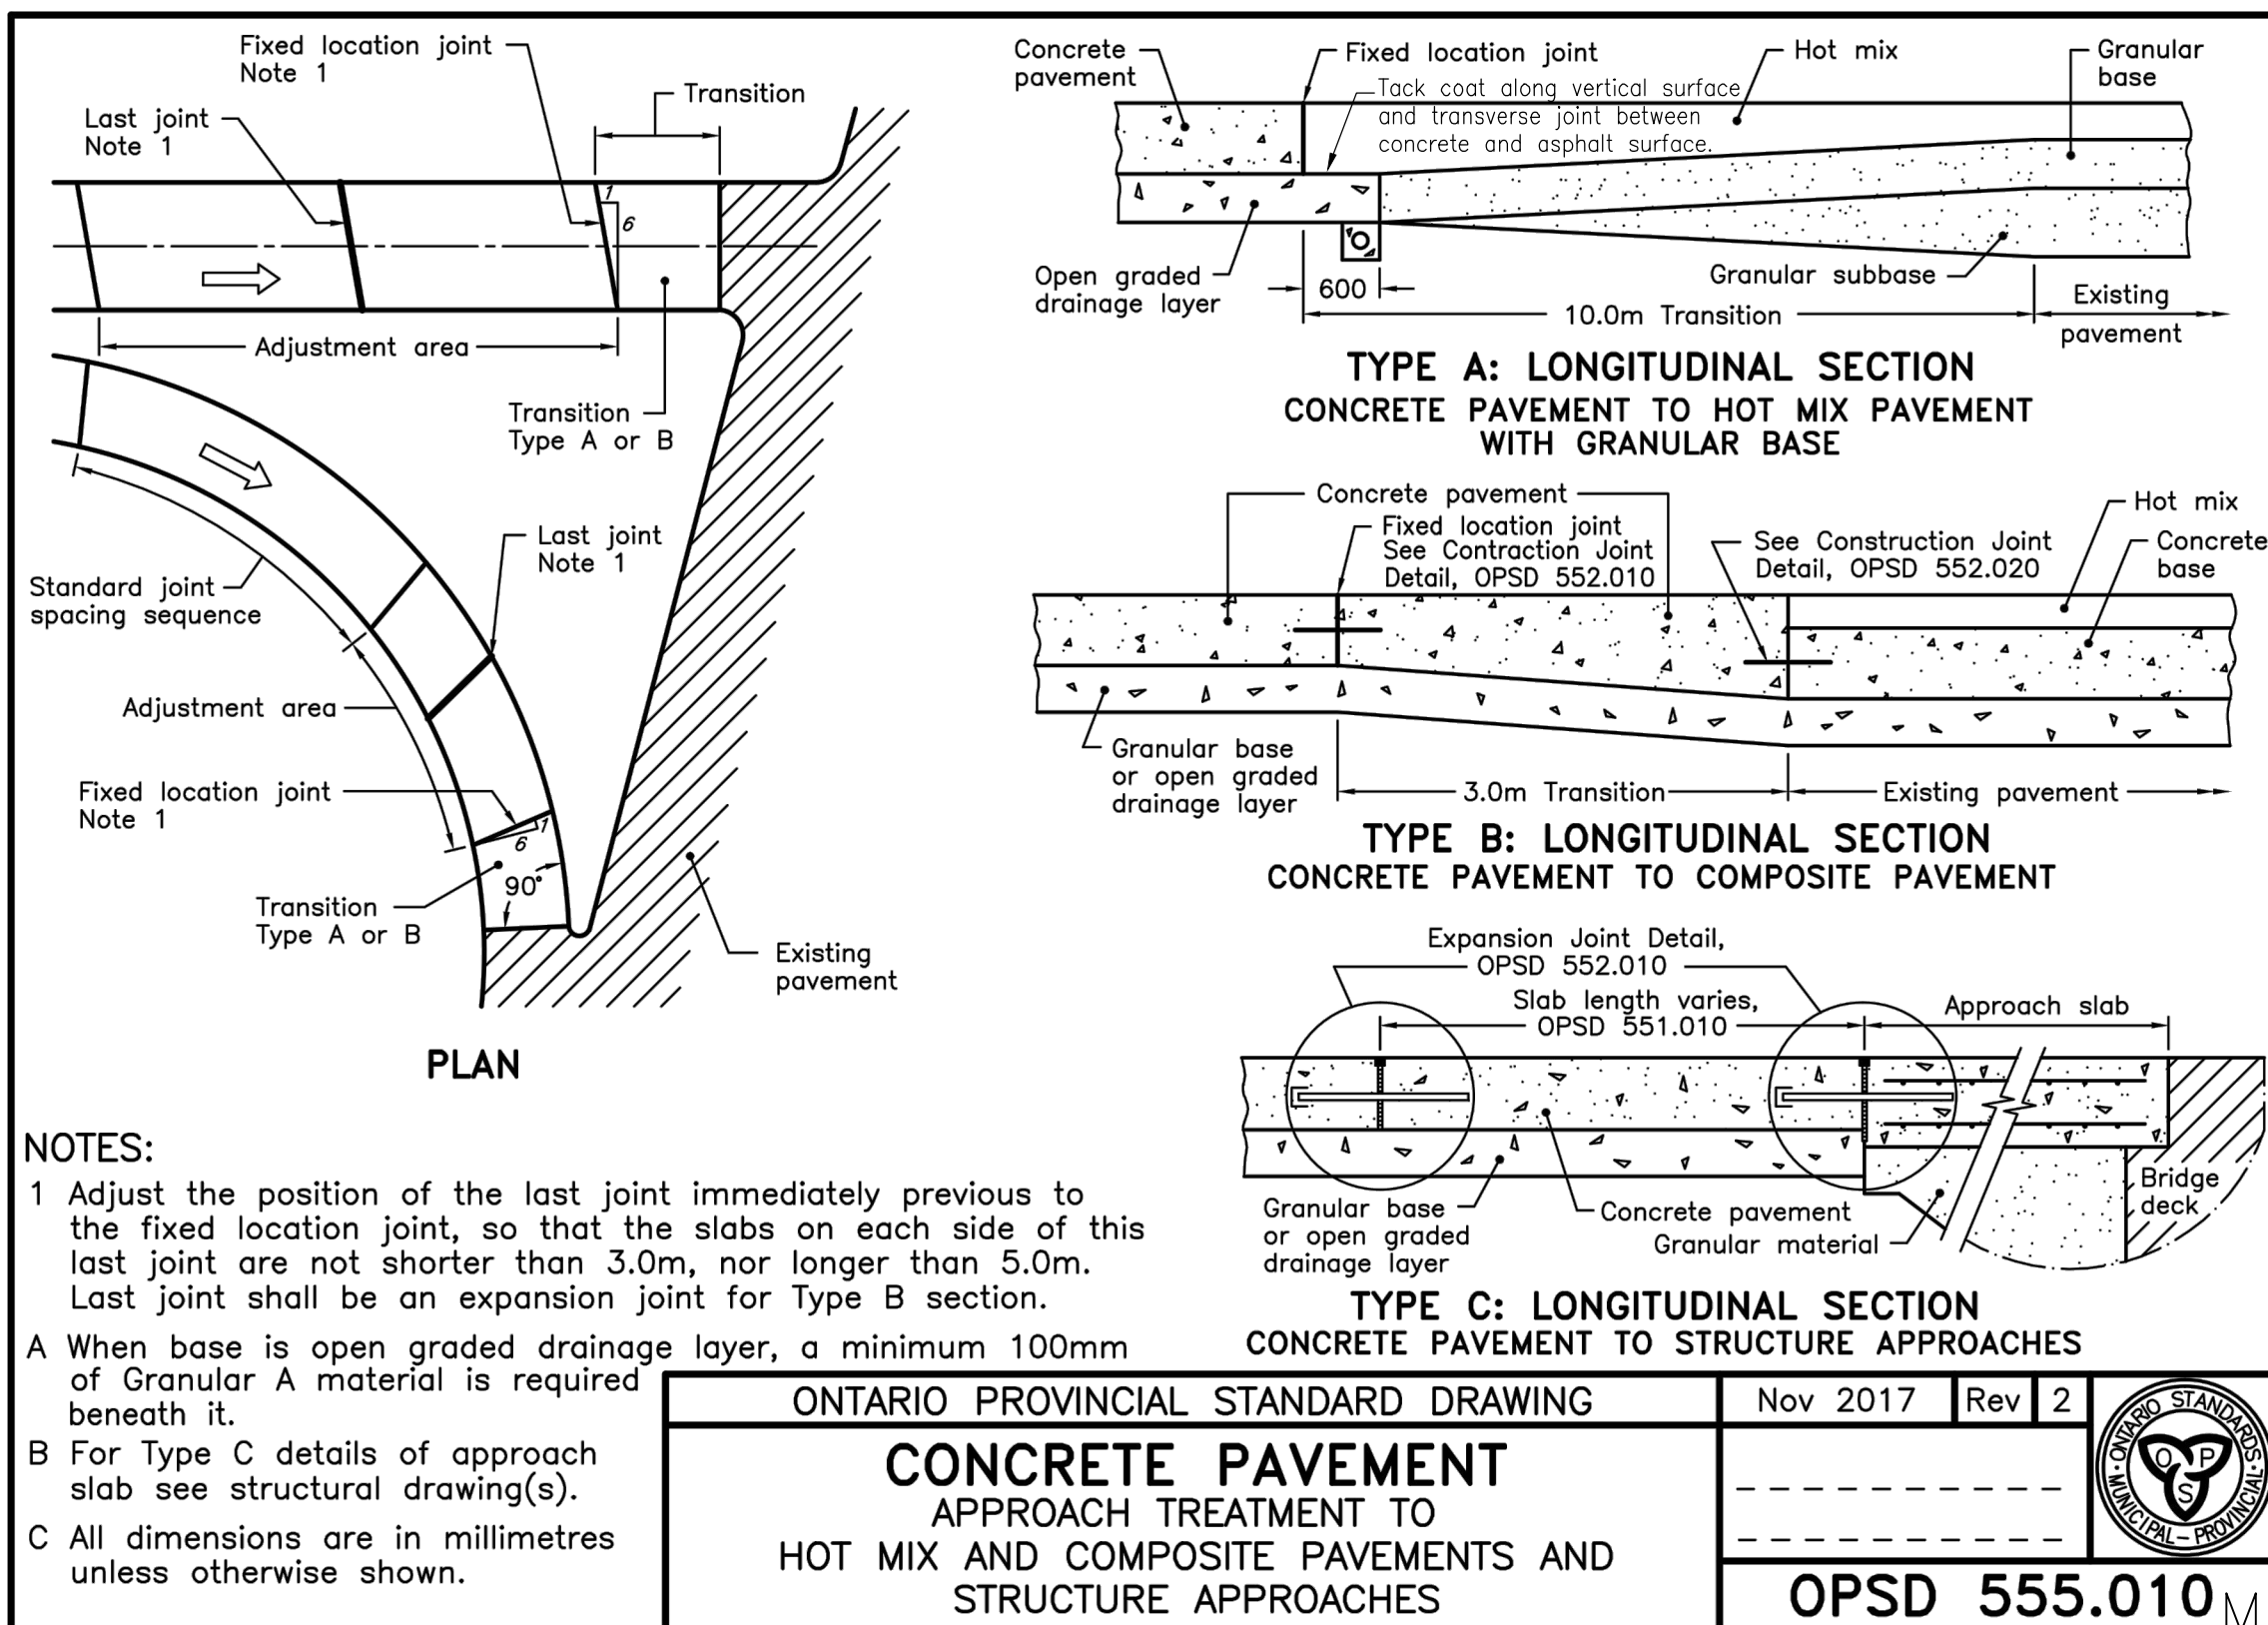 Fixed location joint
Note 1
Transition
Last joint
Note 1
1
6
Adjustment area
Transition
Type A or B
Last joint
Note 1
Standard joint
spacing sequence
Adjustment area
Fixed location joint
Note 1
1
6
90°
Transition
Type A or B
Existing
pavement
PLAN
Concrete
pavement
Fixed location joint
Hot mix
Granular
base
Tack coat along vertical surface
and transverse joint between
concrete and asphalt surface.
Open graded
drainage layer
600
Granular subbase
10.0m Transition
Existing
pavement
TYPE A: LONGITUDINAL SECTION
CONCRETE PAVEMENT TO HOT MIX PAVEMENT
WITH GRANULAR BASE
Concrete pavement
Fixed location joint
See Contraction Joint
Detail, OPSD 552.010
See Construction Joint
Detail, OPSD 552.020
Hot mix
Concrete
base
Granular base
or open graded
drainage layer
3.0m Transition
Existing pavement
TYPE B: LONGITUDINAL SECTION
CONCRETE PAVEMENT TO COMPOSITE PAVEMENT
Expansion Joint Detail,
OPSD 552.010
Slab length varies,
OPSD 551.010
Approach slab
Granular base
or open graded
drainage layer
Concrete pavement
Granular material
Bridge
deck
TYPE C: LONGITUDINAL SECTION
CONCRETE PAVEMENT TO STRUCTURE APPROACHES
NOTES:
1 Adjust the position of the last joint immediately previous to
the fixed location joint, so that the slabs on each side of this
last joint are not shorter than 3.0m, nor longer than 5.0m.
Last joint shall be an expansion joint for Type B section.
A When base is open graded drainage layer, a minimum 100mm
of Granular A material is required
beneath it.
B For Type C details of approach
slab see structural drawing(s).
C All dimensions are in millimetres
unless otherwise shown.
ONTARIO PROVINCIAL STANDARD DRAWING
Nov 2017
Rev
2
CONCRETE PAVEMENT
APPROACH TREATMENT TO
HOT MIX AND COMPOSITE PAVEMENTS AND
STRUCTURE APPROACHES
ONTARIO STANDARDS
MUNICIPAL - PROVINCIAL
O P
S
OPSD 555.010
M